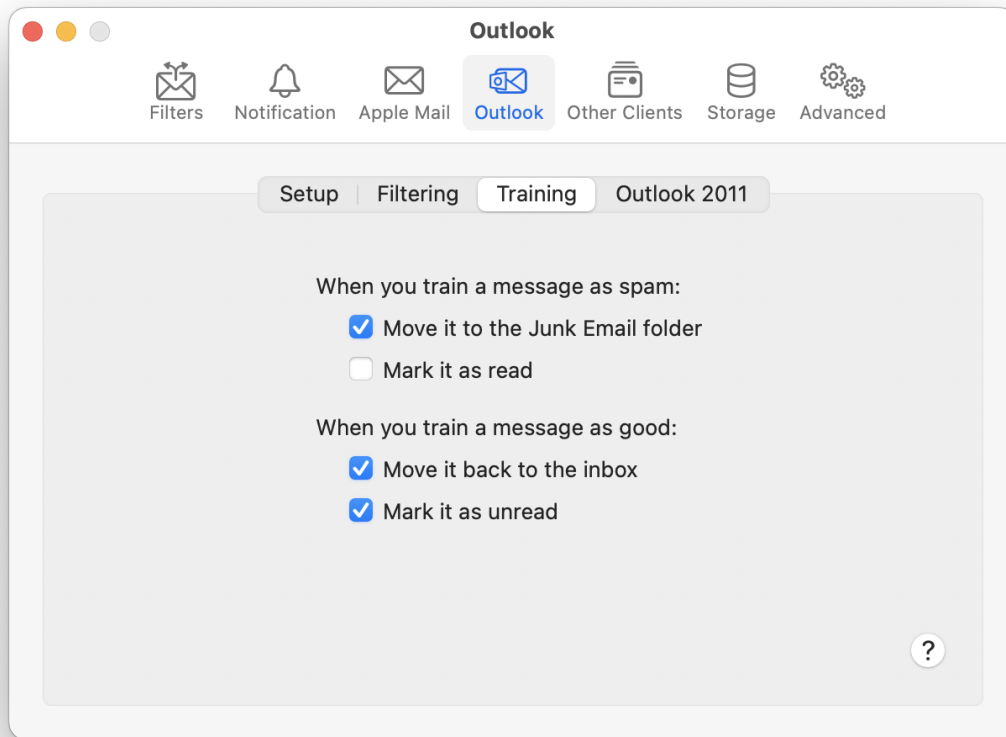 Outlook
Filters
Notification
Apple Mail
Outlook
Other Clients
Storage
Advanced
Setup
Filtering
Training
Outlook 2011
When you train a message as spam:
Move it to the Junk Email folder
Mark it as read
When you train a message as good:
Move it back to the inbox
Mark it as unread
?